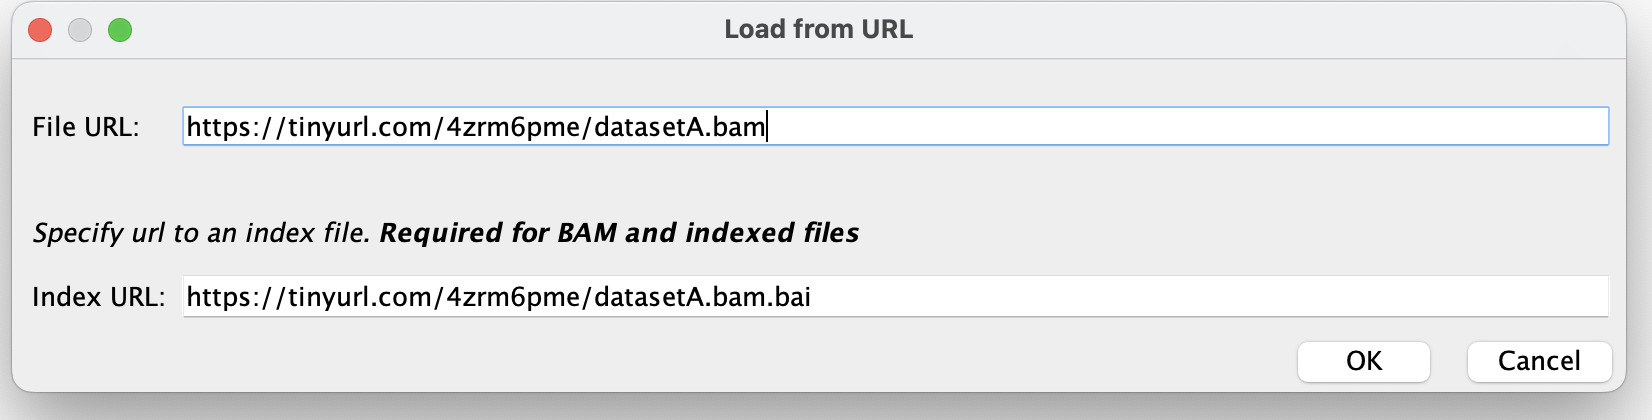 Load from URL
File URL: https://tinyurl.com/4zrm6pme/datasetA.bam
Specify url to an index file. Required for BAM and indexed files
Index URL: https://tinyurl.com/4zrm6pme/datasetA.bam.bai
OK Cancel